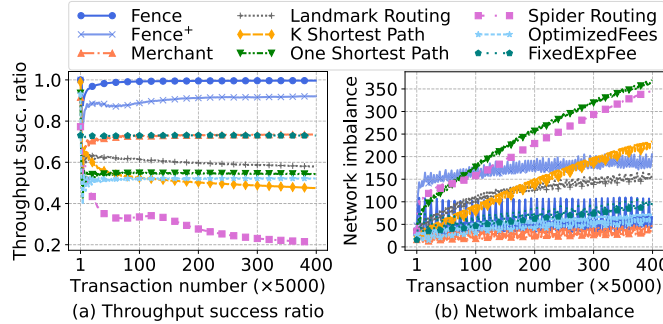 Fence
Landmark Routing
Spider Routing
Fence+
K Shortest Path
OptimizedFees
Merchant
One Shortest Path
FixedExpFee
Throughput succ. ratio
1.0
0.8
0.6
0.4
0.2
1 100 200 300 400
Transaction number (×5000)
(a) Throughput success ratio
Network imbalance
350
300
250
200
150
100
50
0
1 100 200 300 400
Transaction number (×5000)
(b) Network imbalance